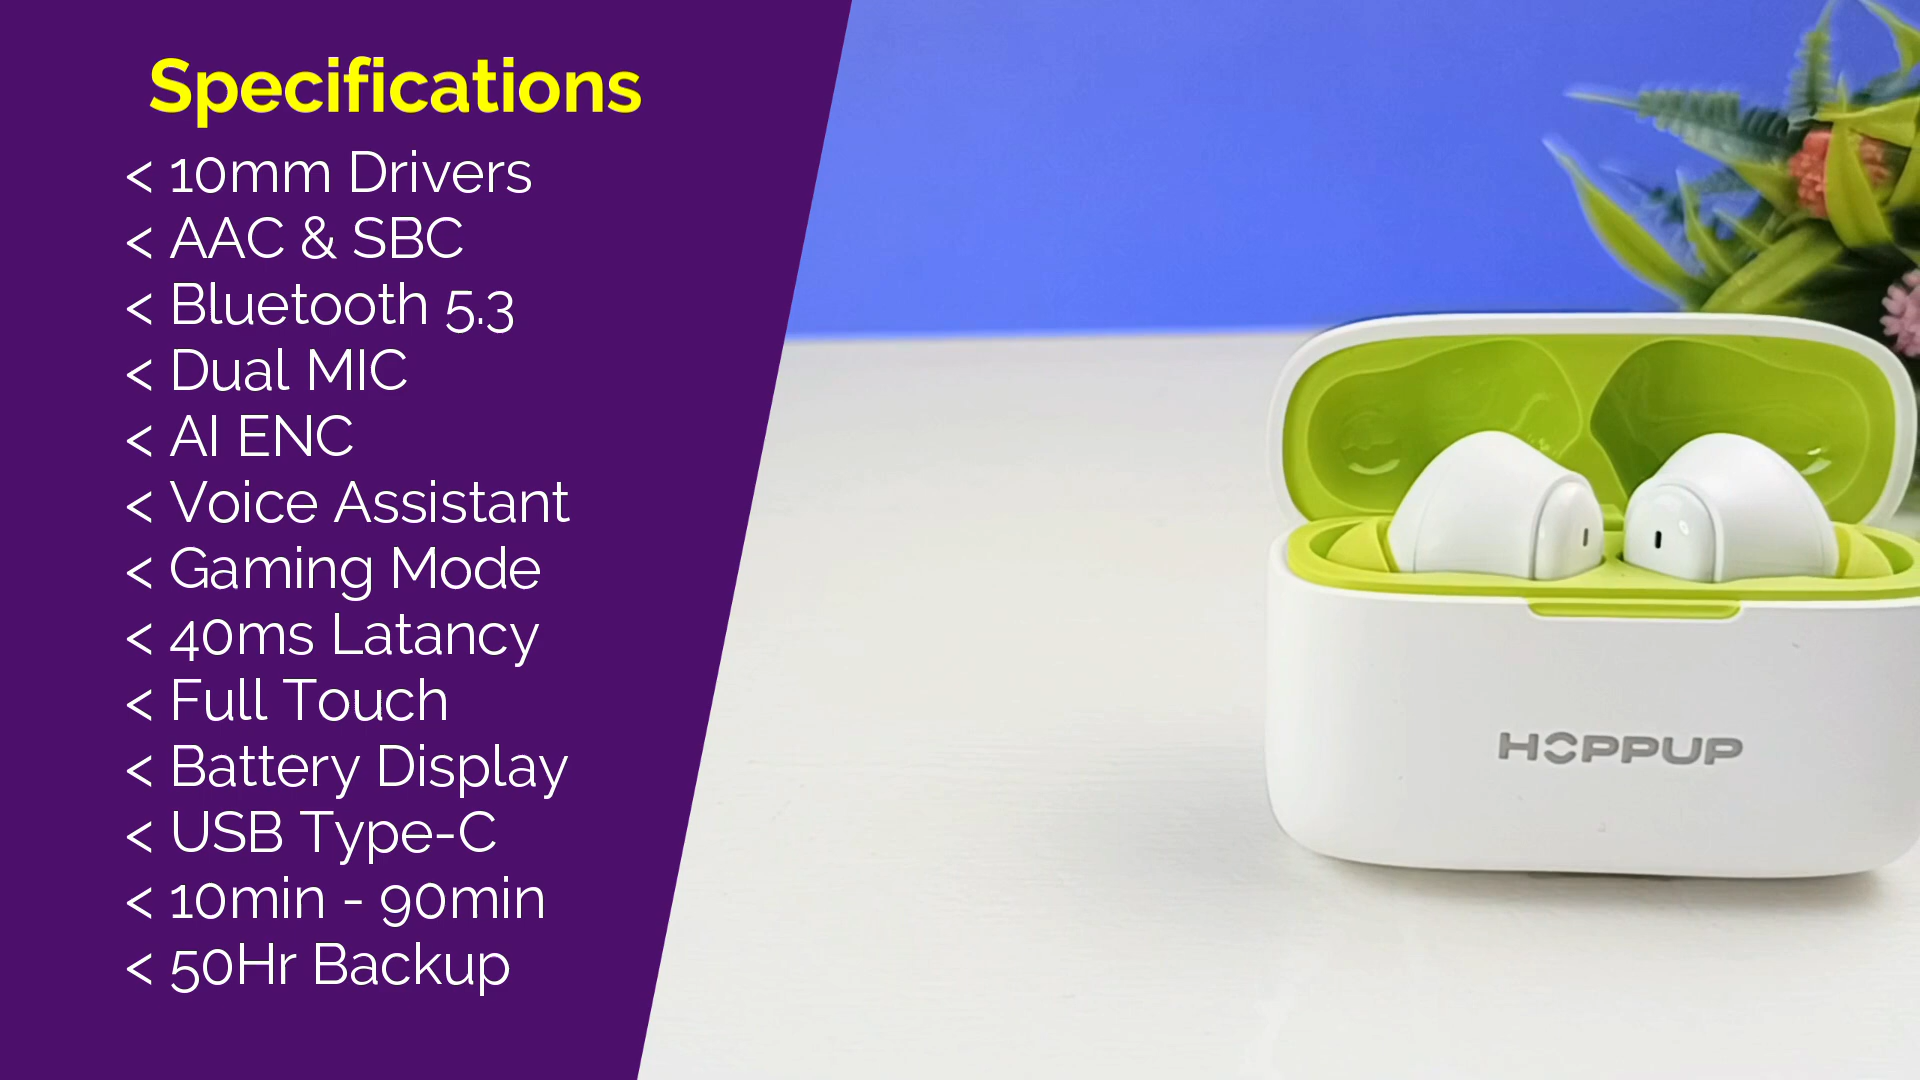 Specifications
< 10mm Drivers
< AAC & SBC
< Bluetooth 5.3
< Dual MIC
< AI ENC
< Voice Assistant
< Gaming Mode
< 40ms Latancy
< Full Touch
< Battery Display
< USB Type-C
< 10min - 90min
< 50Hr Backup
HOPPUP